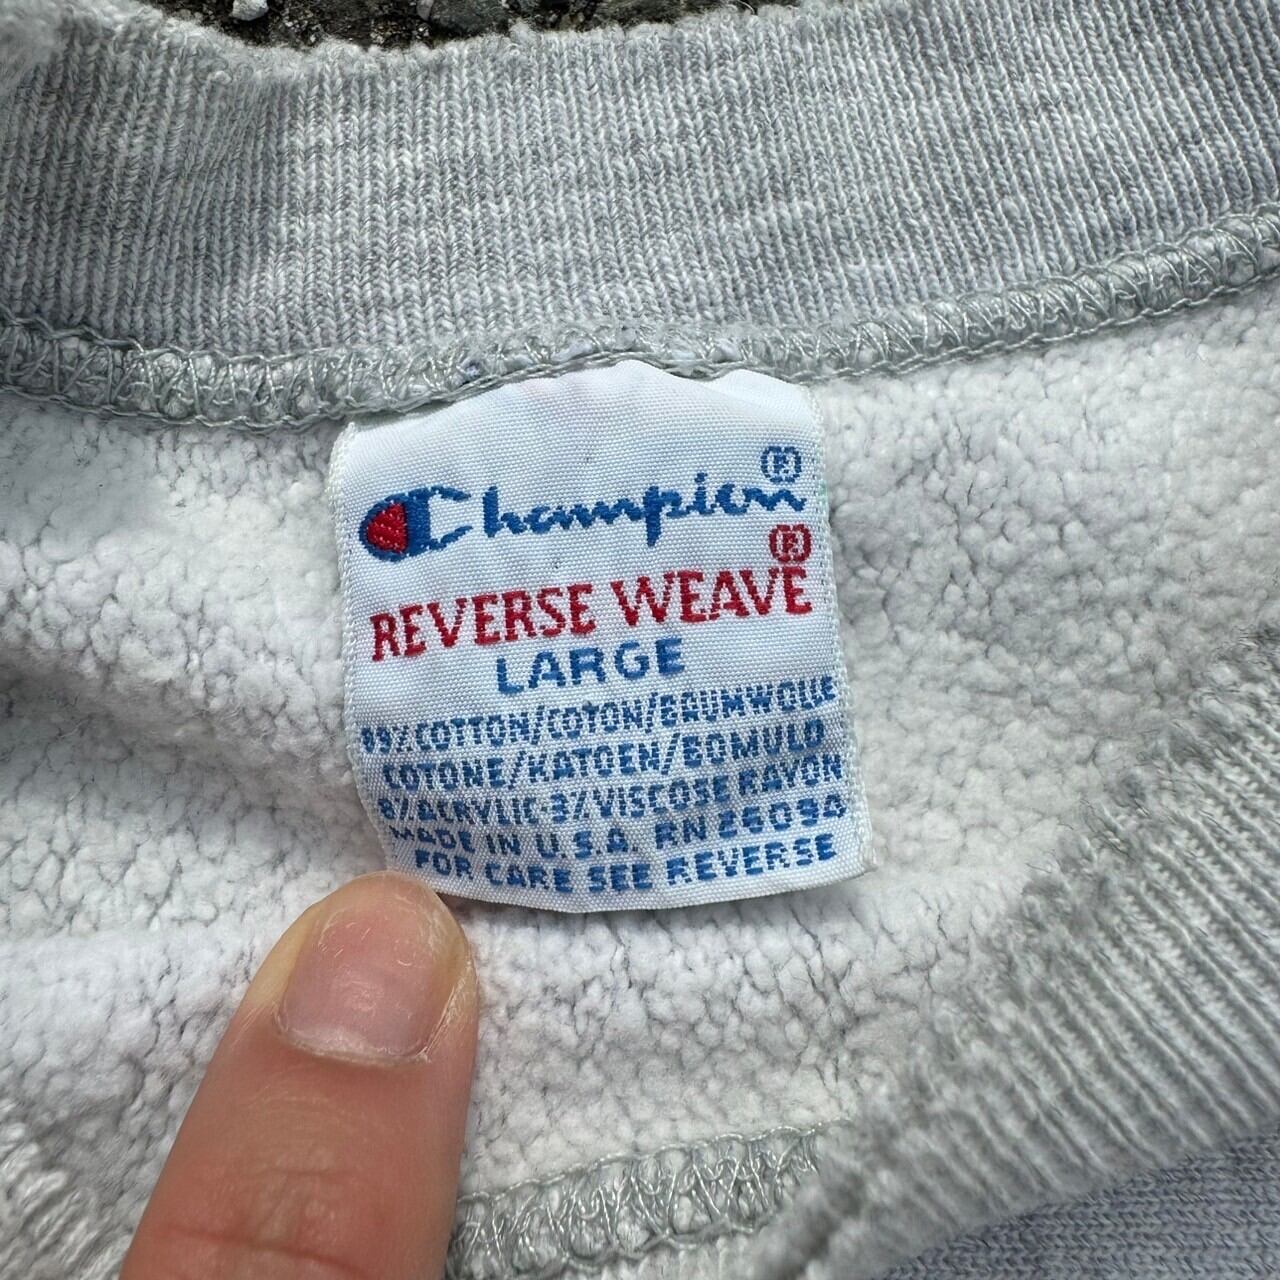 Champion®
REVERSE WEAVE®
LARGE
89% COTTON/COTON/BAUMWOLLE
COTONE/KATOEN/BOMULD
8% ACRYLIC-3% VISCOSE RAYON
MADE IN U.S.A. RN 26094
FOR CARE SEE REVERSE